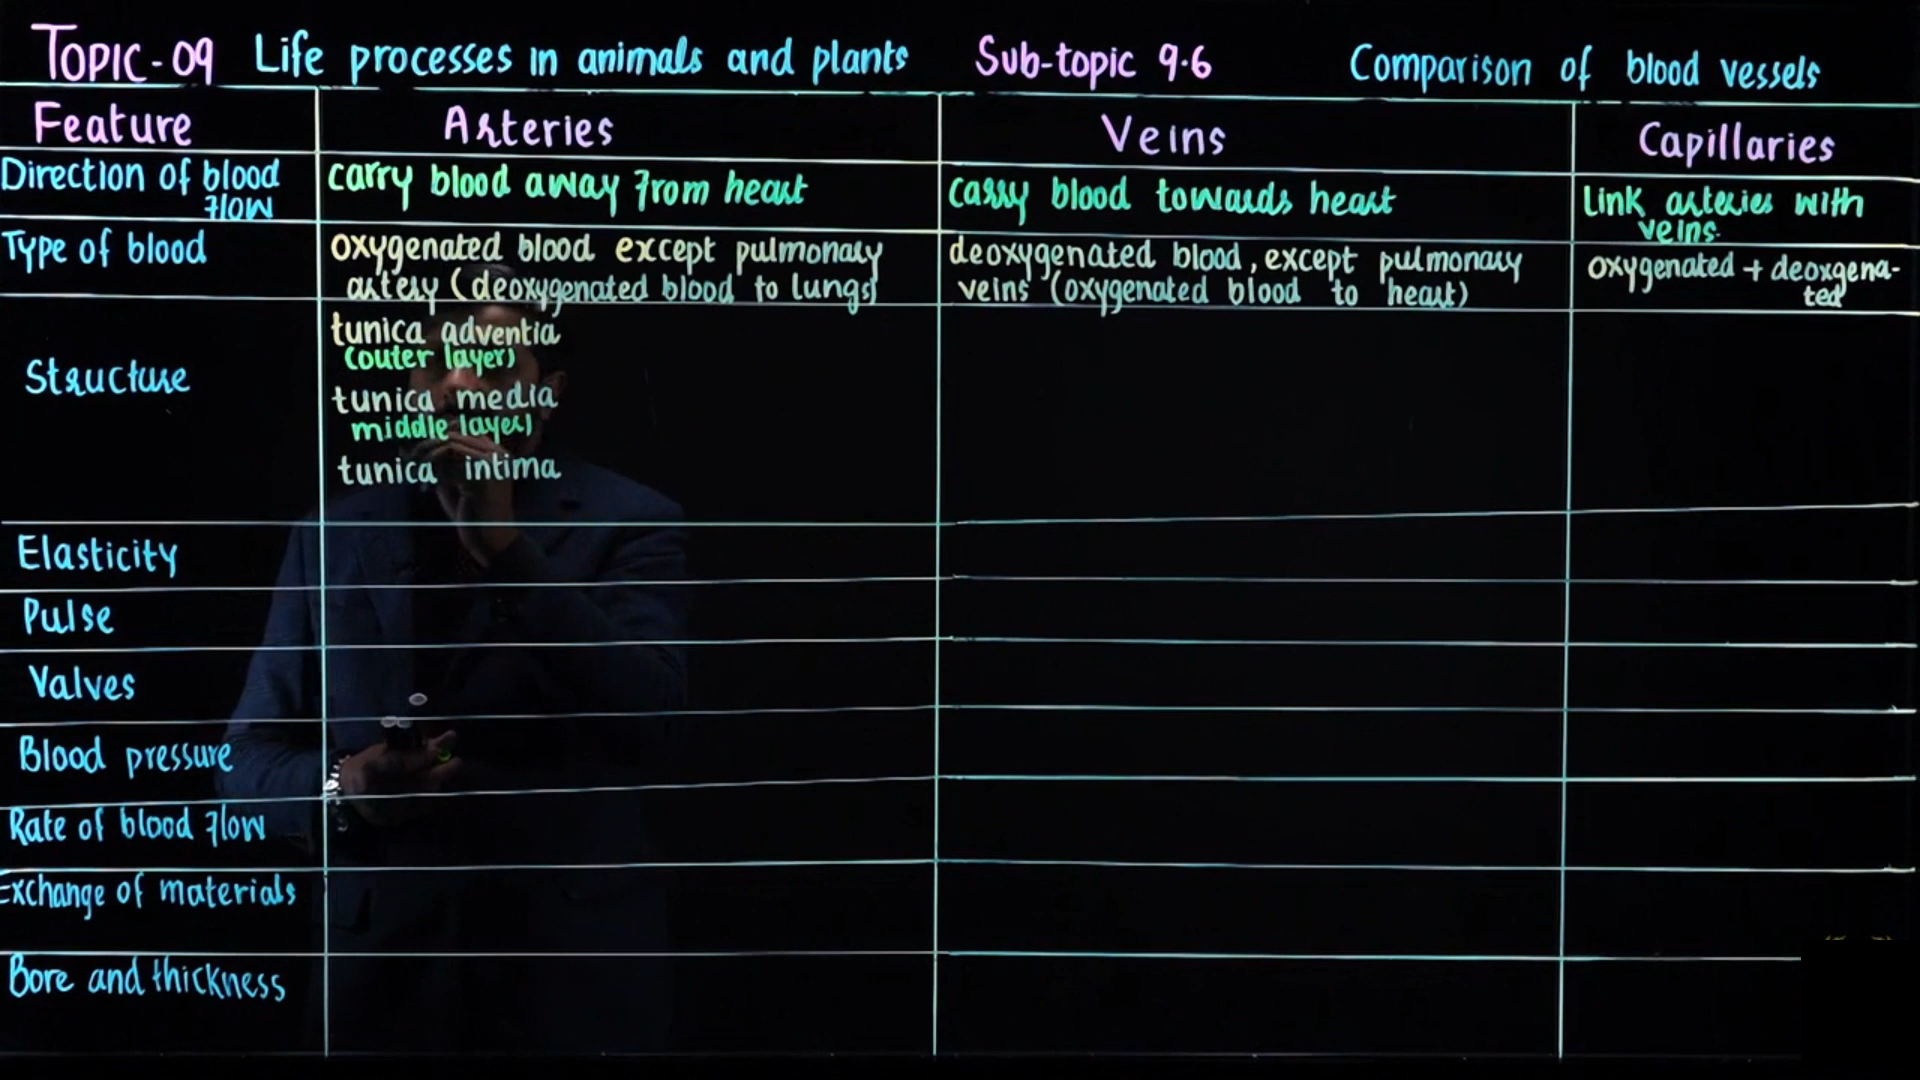 TOPIC-09 Life processes in animals and plants Sub-topic 9.6 Comparison of blood vessels
Feature Arteries Veins Capillaries
Direction of blood flow
carry blood away from heart
carry blood towards heart
Link arteries with
veins.
Type of blood
oxygenated blood except pulmonary
artery (deoxygenated blood to lungs)
deoxygenated blood, except pulmonary
veins (oxygenated blood to heart)
oxygenated + deoxgena-
ted
Structure
tunica adventia
(outer layer)
tunica media
middle layer)
tunica intima
Elasticity
Pulse
Valves
Blood pressure
Rate of blood flow
Exchange of materials
Bore and thickness